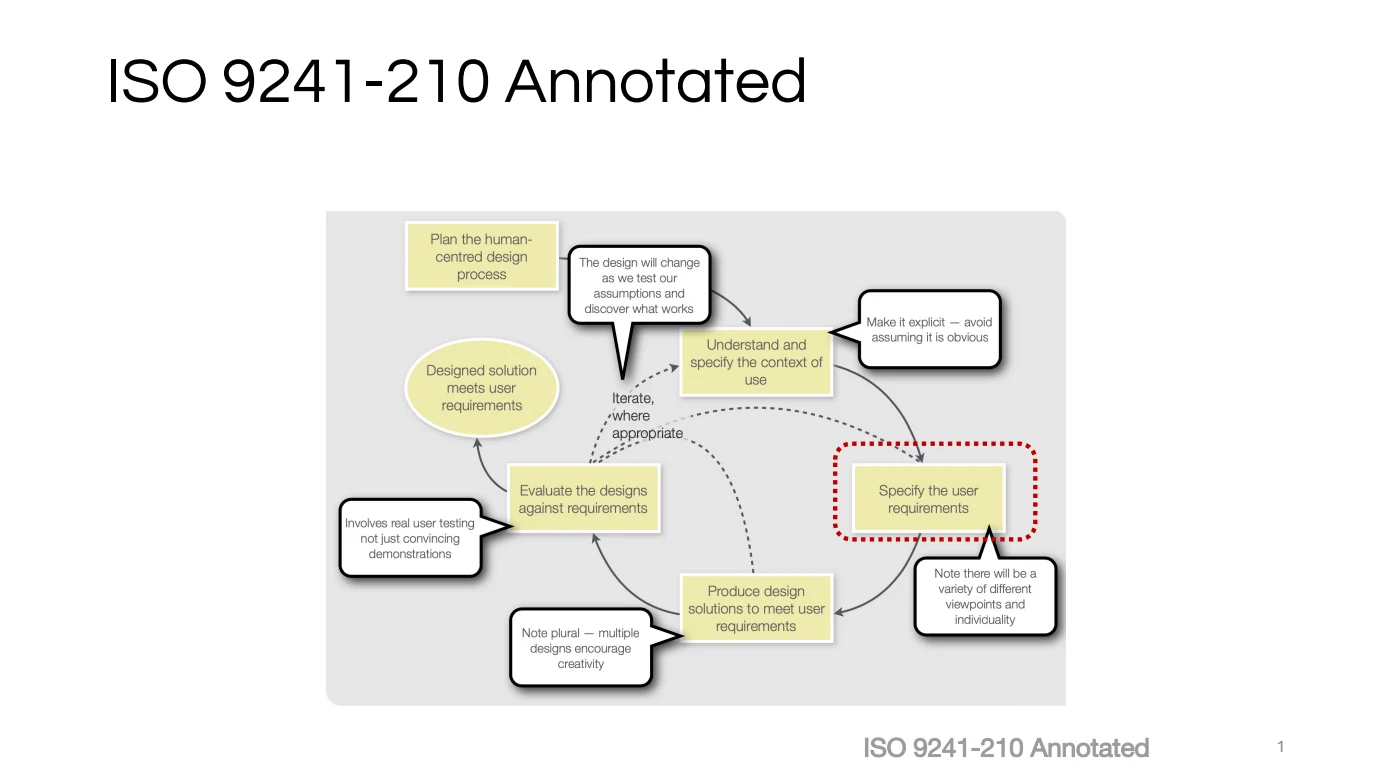 ISO 9241-210 Annotated
Plan the human-
centred design
process
The design will change
as we test our
assumptions and
discover what works
Make it explicit — avoid
assuming it is obvious
Understand and
specify the context of
use
Designed solution
meets user
requirements
Iterate,
where
appropriate
Evaluate the designs
against requirements
Specify the user
requirements
Involves real user testing
not just convincing
demonstrations
Note there will be a
variety of different
viewpoints and
individuality
Produce design
solutions to meet user
requirements
Note plural — multiple
designs encourage
creativity
ISO 9241-210 Annotated
1